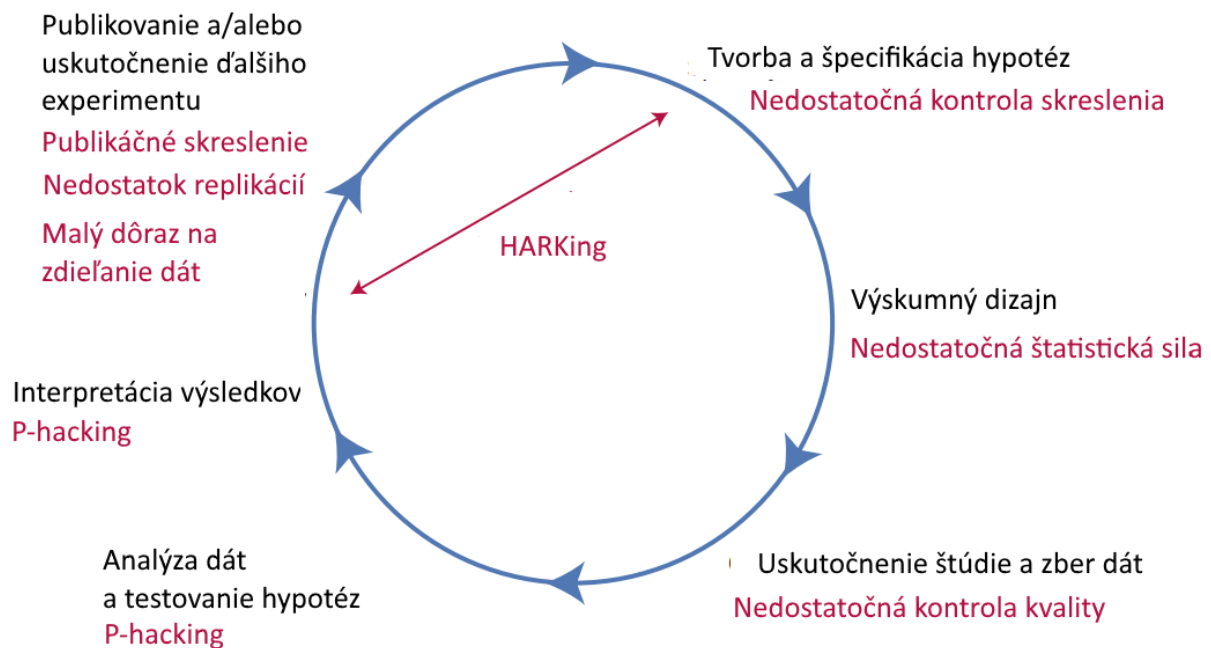 Publikovanie a/alebo
uskutočnenie ďalšiho
experimentu
Publikáčné skreslenie
Nedostatok replikácií
Malý dôraz na
zdieľanie dát
Tvorba a špecifikácia hypotéz
Nedostatočná kontrola skreslenia
HARKing
Výskumný dizajn
Nedostatočná štatistická sila
Interpretácia výsledkov
P-hacking
Analýza dát
a testovanie hypotéz
P-hacking
Uskutočnenie štúdie a zber dát
Nedostatočná kontrola kvality